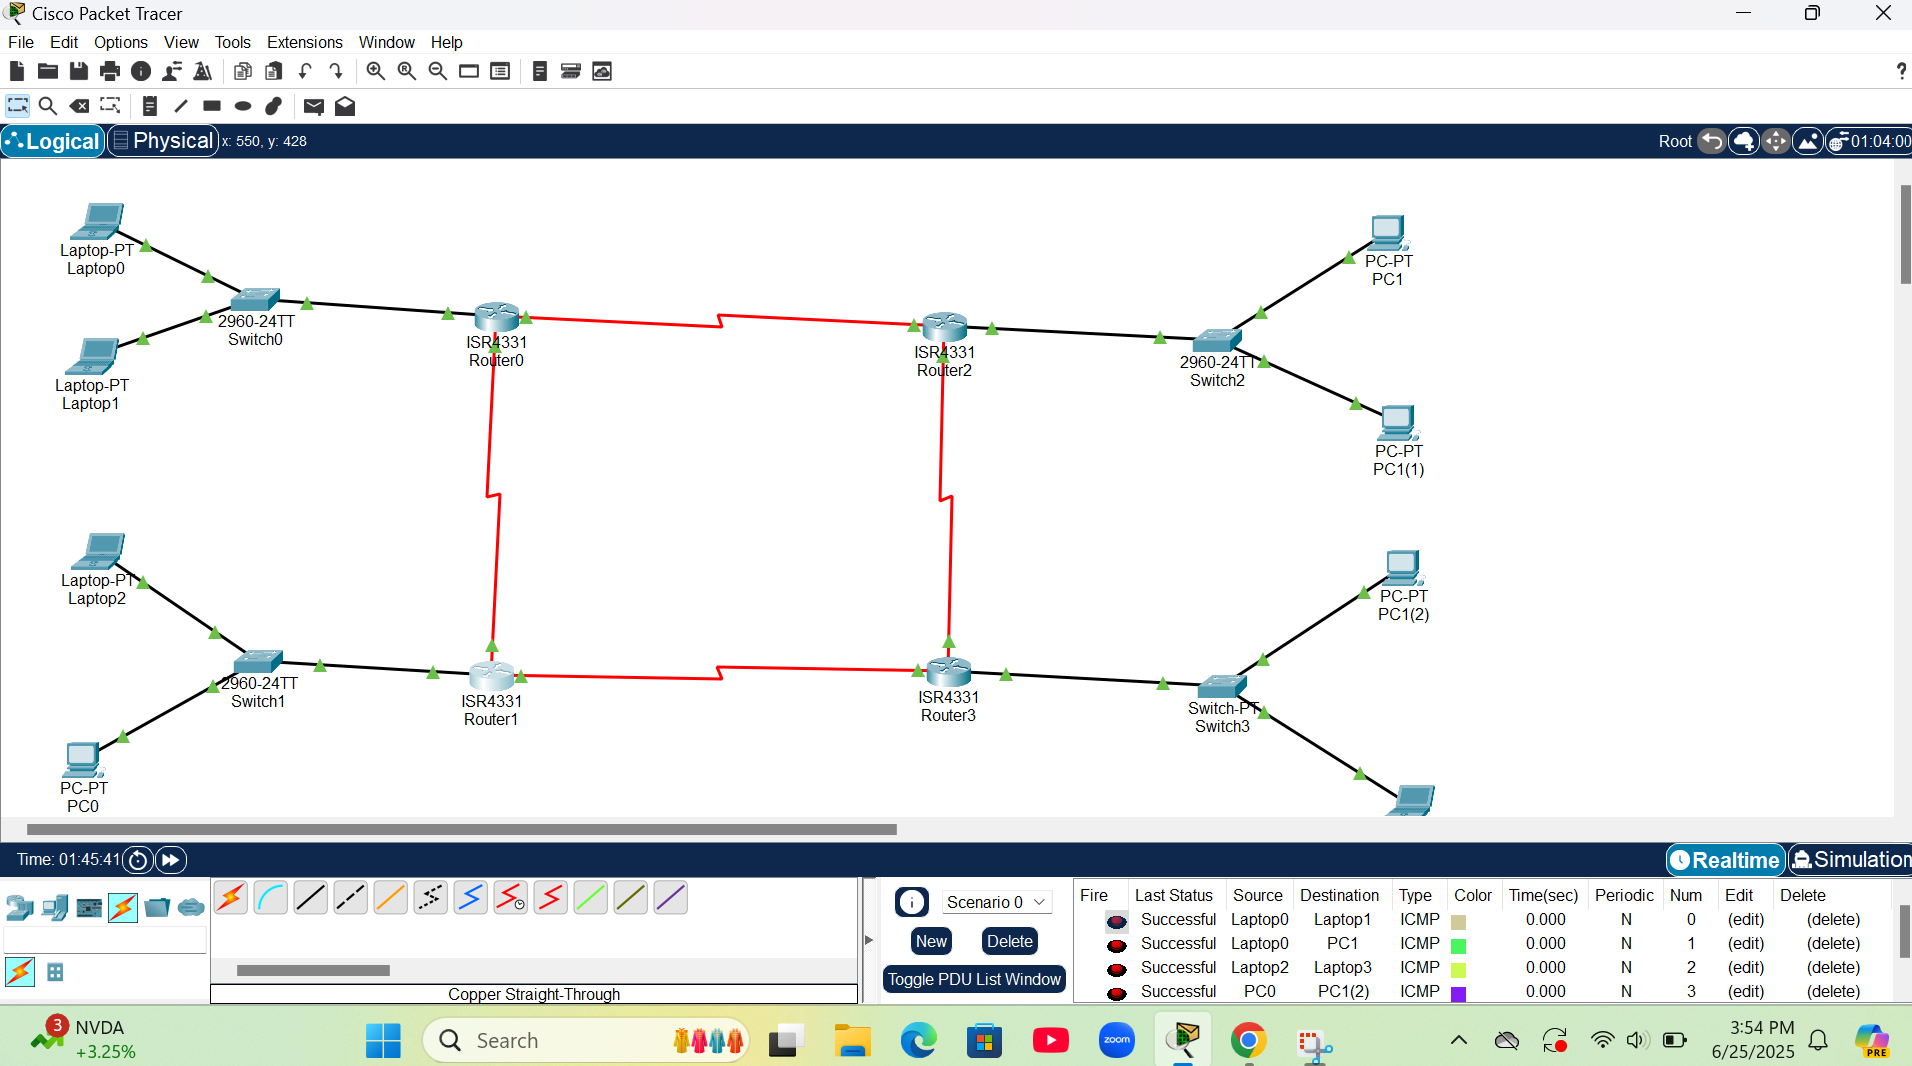 Cisco Packet Tracer
File Edit Options View Tools Extensions Window Help
?
Logical Physical x: 550, y: 428 Root 01:04:00
Laptop-PT
Laptop0
2960-24TT
Switch0
Laptop-PT
Laptop1
ISR4331
Router0
ISR4331
Router2
PC-PT
PC1
2960-24TT
Switch2
PC-PT
PC1(1)
Laptop-PT
Laptop2
2960-24TT
Switch1
PC-PT
PC0
ISR4331
Router1
ISR4331
Router3
PC-PT
PC1(2)
Switch-PT
Switch3
Time: 01:45:41 Realtime Simulation
Scenario 0
New Delete
Toggle PDU List Window
Copper Straight-Through
Fire Last Status Source Destination Type Color Time(sec) Periodic Num Edit Delete
Successful Laptop0 Laptop1 ICMP 0.000 N 0 (edit) (delete)
Successful Laptop0 PC1 ICMP 0.000 N 1 (edit) (delete)
Successful Laptop2 Laptop3 ICMP 0.000 N 2 (edit) (delete)
Successful PC0 PC1(2) ICMP 0.000 N 3 (edit) (delete)
3 NVDA
+3.25%
Search
zoom
3:54 PM
6/25/2025
PRE